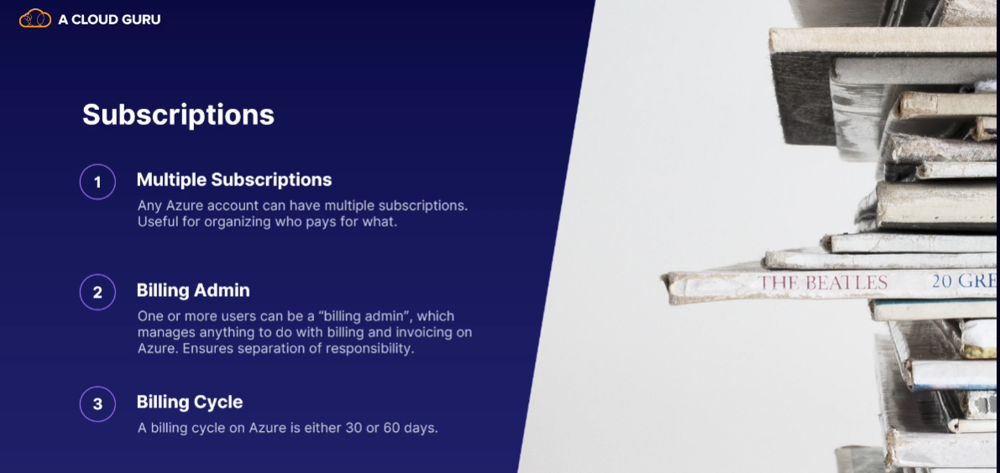 A CLOUD GURU
Subscriptions
1
Multiple Subscriptions
Any Azure account can have multiple subscriptions.
Useful for organizing who pays for what.
2
Billing Admin
One or more users can be a “billing admin”, which
manages anything to do with billing and invoicing on
Azure. Ensures separation of responsibility.
3
Billing Cycle
A billing cycle on Azure is either 30 or 60 days.
THE BEATLES 20 GRE